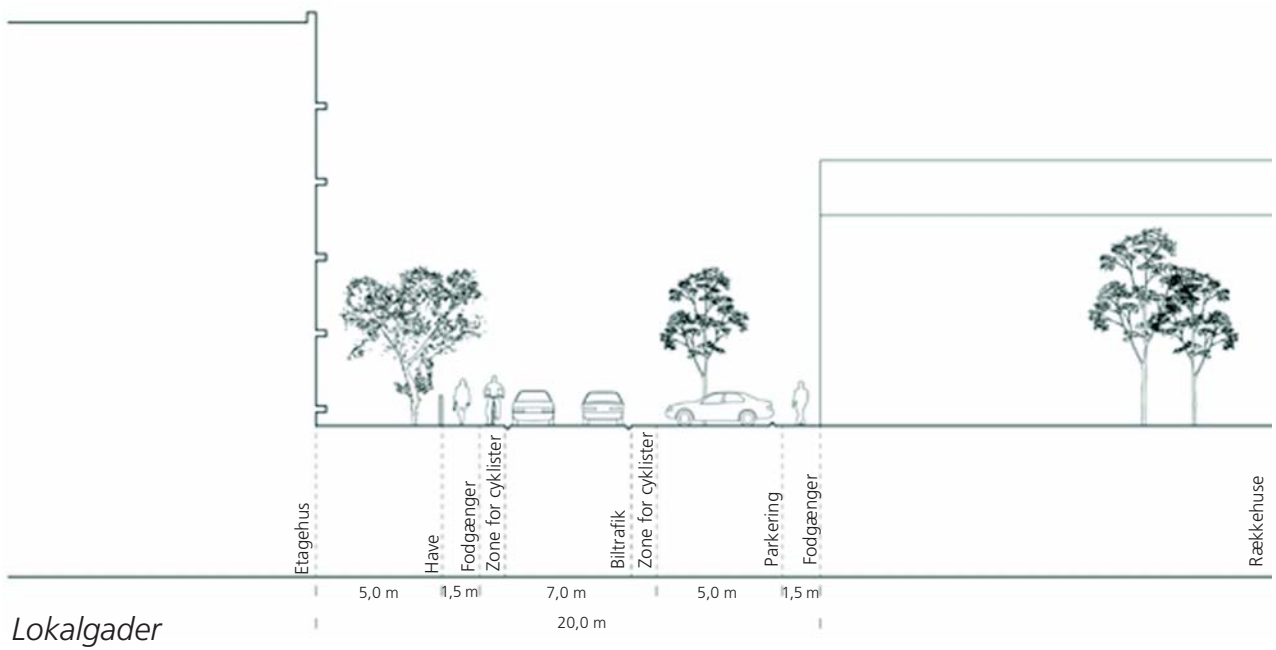 Etagehus
Have
Fodgænger
Zone for cyklister
Biltrafik
Zone for cyklister
Parkering
Fodgænger
Rækkehuse
5,0 m
1,5 m
7,0 m
5,0 m
1,5 m
20,0 m
Lokalgader